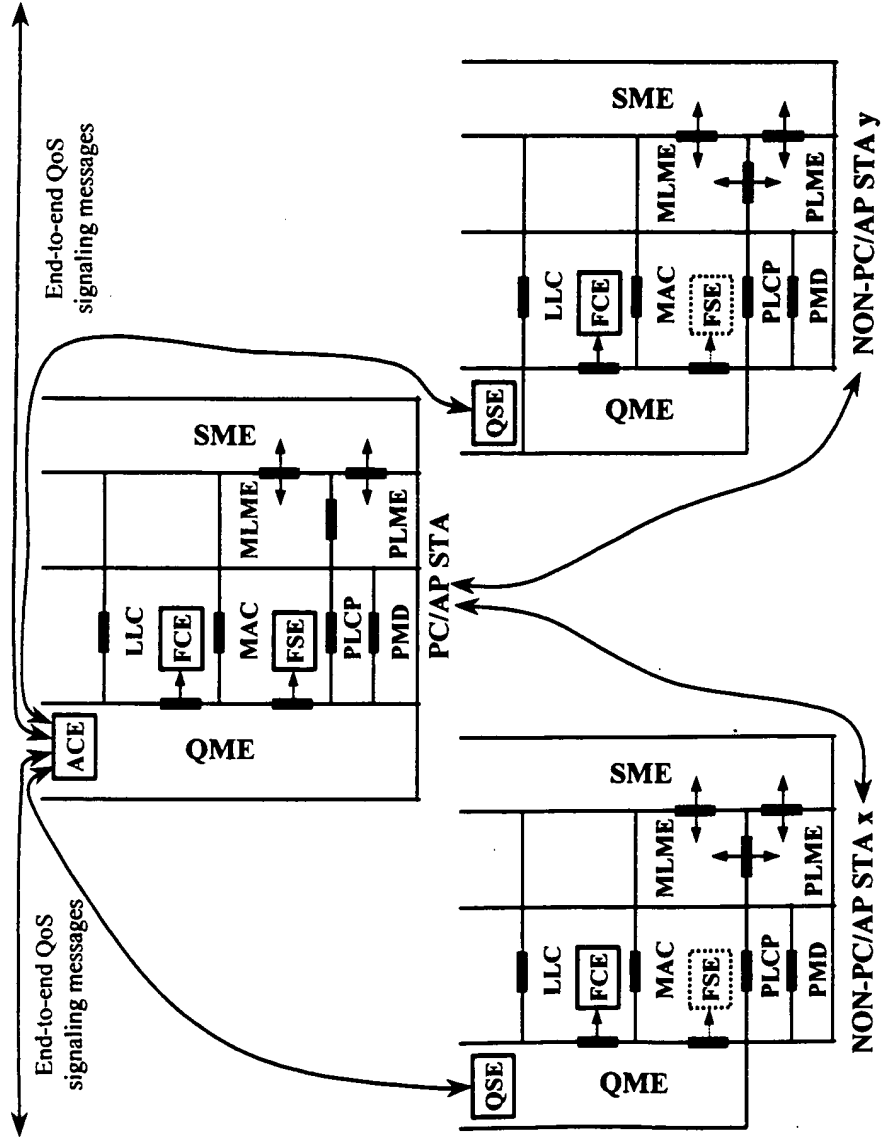 End-to-end QoS
signaling messages
End-to-end QoS
signaling messages
ACE
QME
LLC
FCE
MAC
FSE
PLCP
PMD
MLME
PLME
SME
PC/AP STA
QSE
QME
LLC
FCE
MAC
FSE
PLCP
PMD
MLME
PLME
SME
NON-PC/AP STA x
QSE
QME
LLC
FCE
MAC
FSE
PLCP
PMD
MLME
PLME
SME
NON-PC/AP STA y